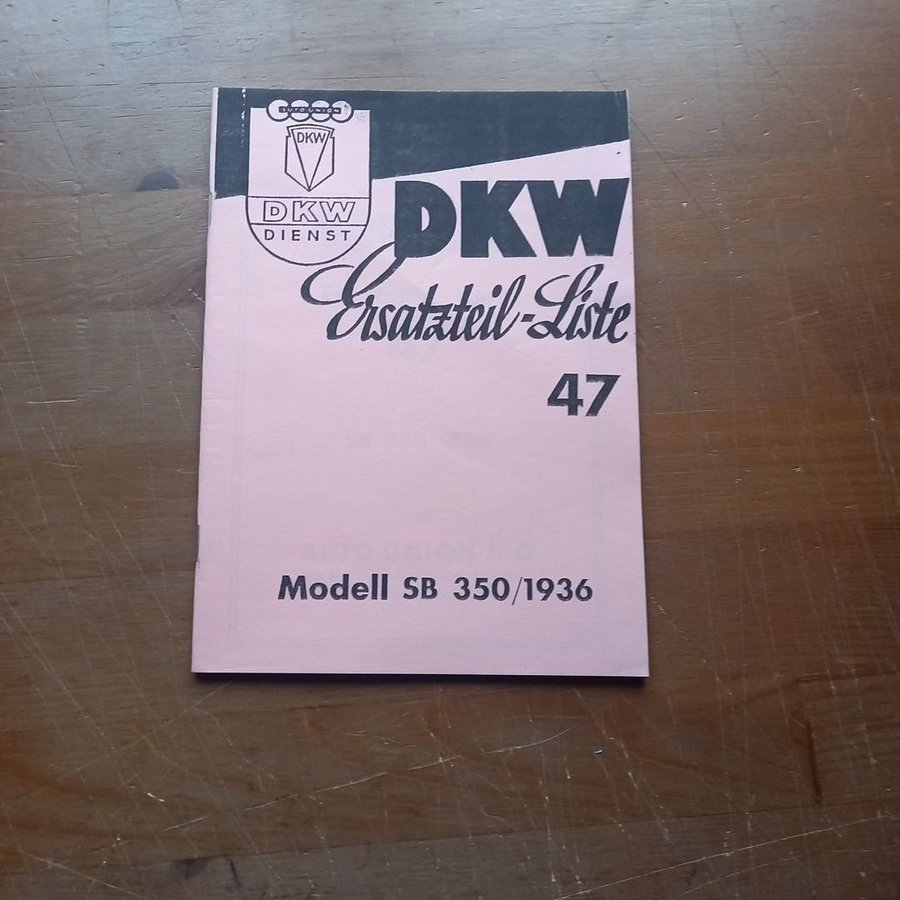 AUTO UNION
DKW
DKW
DIENST
DKW
Ersatzteil-Liste
47
Modell SB 350/1936